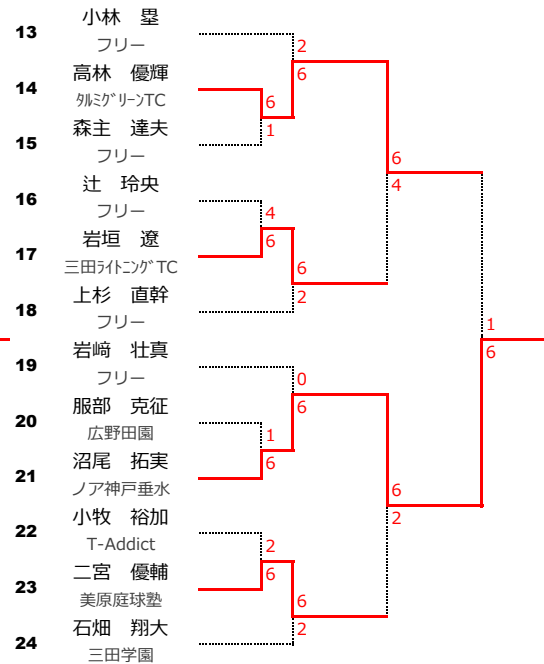 13 小林 塁
フリー
2
6
14 高林 優輝
ﾀﾙﾐｸﾞﾘｰﾝTC
6
1
15 森主 達夫
フリー
6
4
16 辻 玲央
フリー
4
6
17 岩垣 遼
三田ﾗｲﾄﾆﾝｸﾞTC
6
2
18 上杉 直幹
フリー
1
6
19 岩﨑 壮真
フリー
0
6
20 服部 克征
広野田園
1
6
21 沼尾 拓実
ノア神戸垂水
6
2
22 小牧 裕加
T-Addict
2
6
23 二宮 優輔
美原庭球塾
6
2
24 石畑 翔大
三田学園